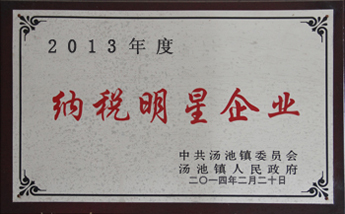 2013年度
纳税明星企业
中共汤池镇委员会
汤池镇人民政府
二〇一四年二月二十日